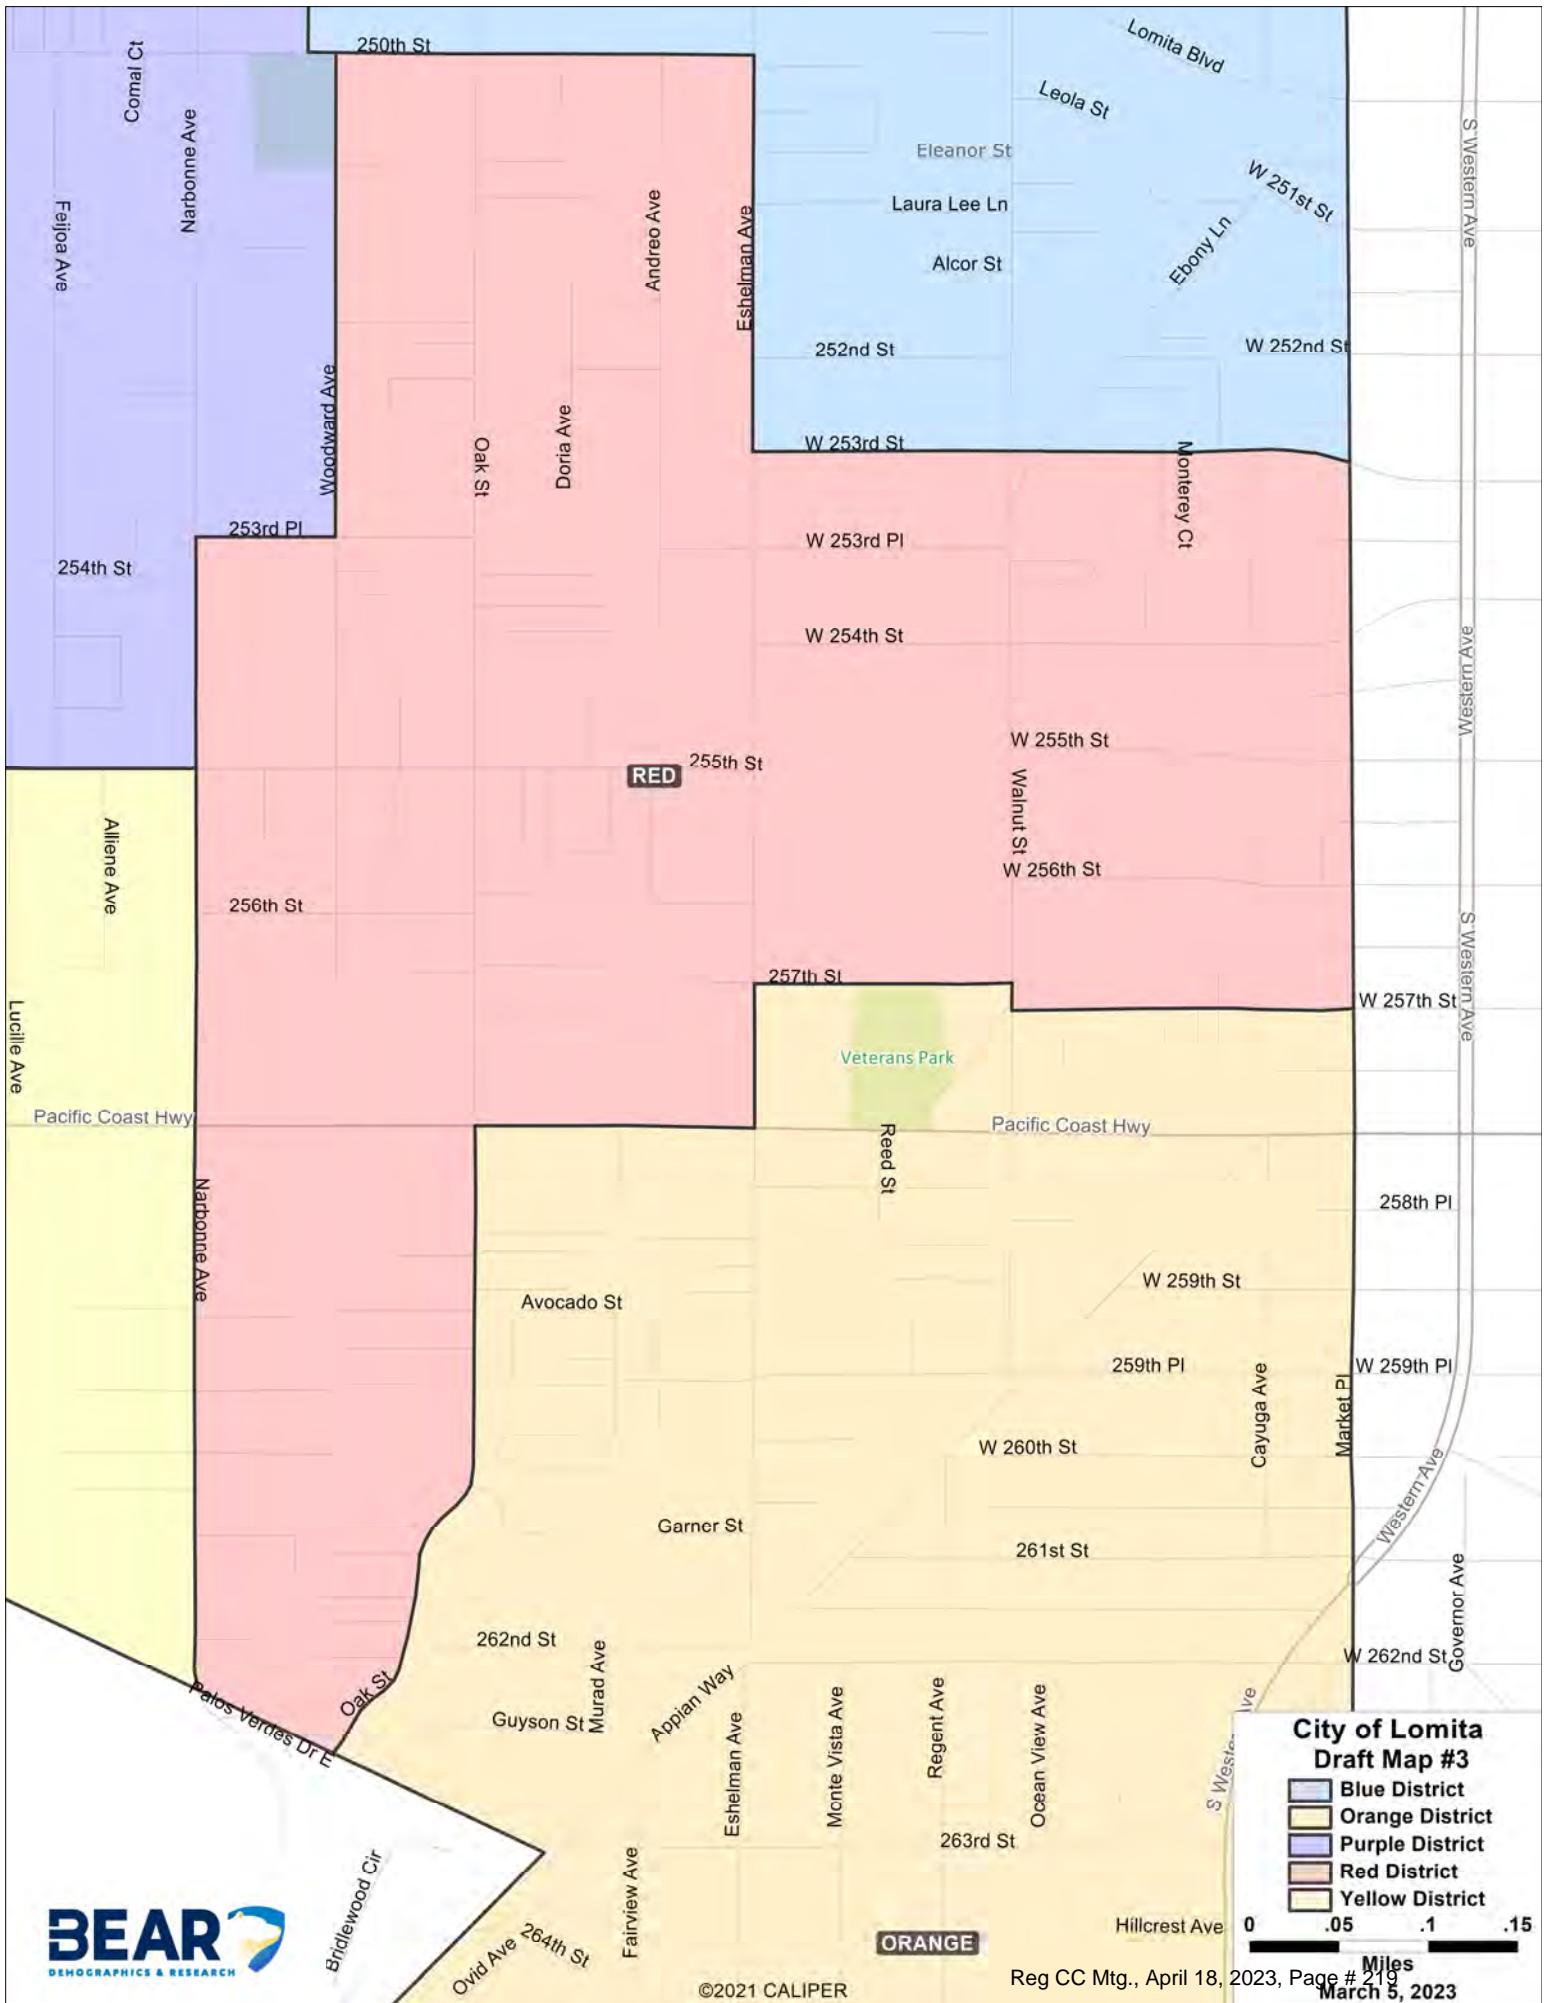 250th St
Lomita Blvd
Comal Ct
Leola St
Narbonne Ave
S Western Ave
Eleanor St
W 251st St
Feijoa Ave
Andreo Ave
Eshelman Ave
Laura Lee Ln
Ebony Ln
Alcor St
252nd St
W 252nd St
Woodward Ave
Oak St
Doria Ave
W 253rd St
Monterey Ct
253rd Pl
W 253rd Pl
254th St
W 254th St
Western Ave
255th St
RED
W 255th St
Walnut St
Alliene Ave
W 256th St
256th St
S Western Ave
257th St
W 257th St
Lucille Ave
Veterans Park
Pacific Coast Hwy
Pacific Coast Hwy
Reed St
Narbonne Ave
258th Pl
W 259th St
Avocado St
259th Pl
W 259th Pl
Cayuga Ave
Market Pl
W 260th St
Western Ave
Garner St
261st St
Governor Ave
262nd St
W 262nd St
Murad Ave
Oak St
Palos Verdes Dr E
Guyson St
Appian Way
Eshelman Ave
Monte Vista Ave
Regent Ave
Ocean View Ave
263rd St
Fairview Ave
Bridlewood Cir
264th St
Ovid Ave
Hillcrest Ave
ORANGE
City of Lomita
Draft Map #3
Blue District
Orange District
Purple District
Red District
Yellow District
0 .05 .1 .15
Miles
March 5, 2023
BEAR
DEMOGRAPHICS & RESEARCH
©2021 CALIPER
Reg CC Mtg., April 18, 2023, Page # 219